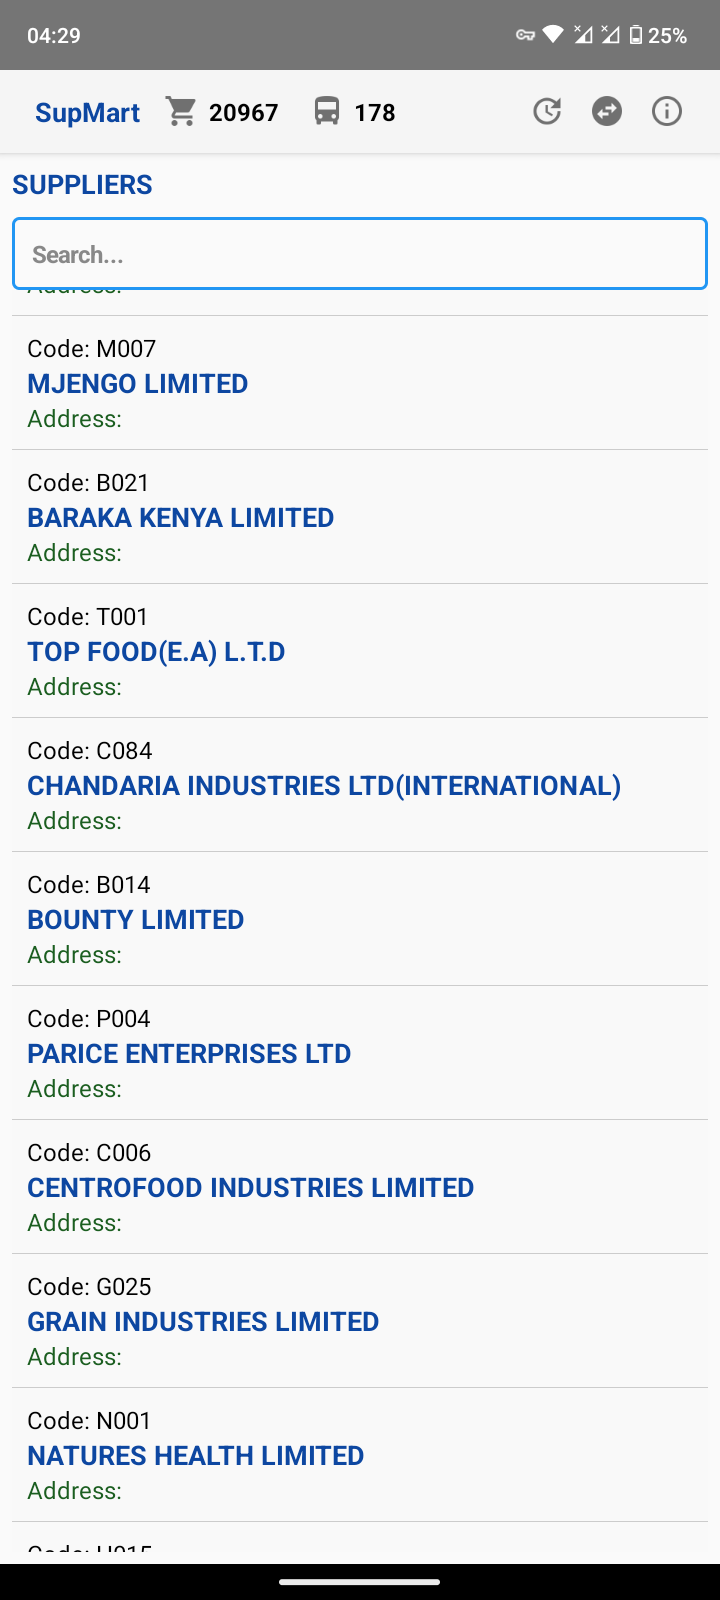 04:29
25%
SupMart 20967 178
SUPPLIERS
Search...
Address:
Code: M007
MJENGO LIMITED
Address:
Code: B021
BARAKA KENYA LIMITED
Address:
Code: T001
TOP FOOD(E.A) L.T.D
Address:
Code: C084
CHANDARIA INDUSTRIES LTD(INTERNATIONAL)
Address:
Code: B014
BOUNTY LIMITED
Address:
Code: P004
PARICE ENTERPRISES LTD
Address:
Code: C006
CENTROFOOD INDUSTRIES LIMITED
Address:
Code: G025
GRAIN INDUSTRIES LIMITED
Address:
Code: N001
NATURES HEALTH LIMITED
Address:
Code: